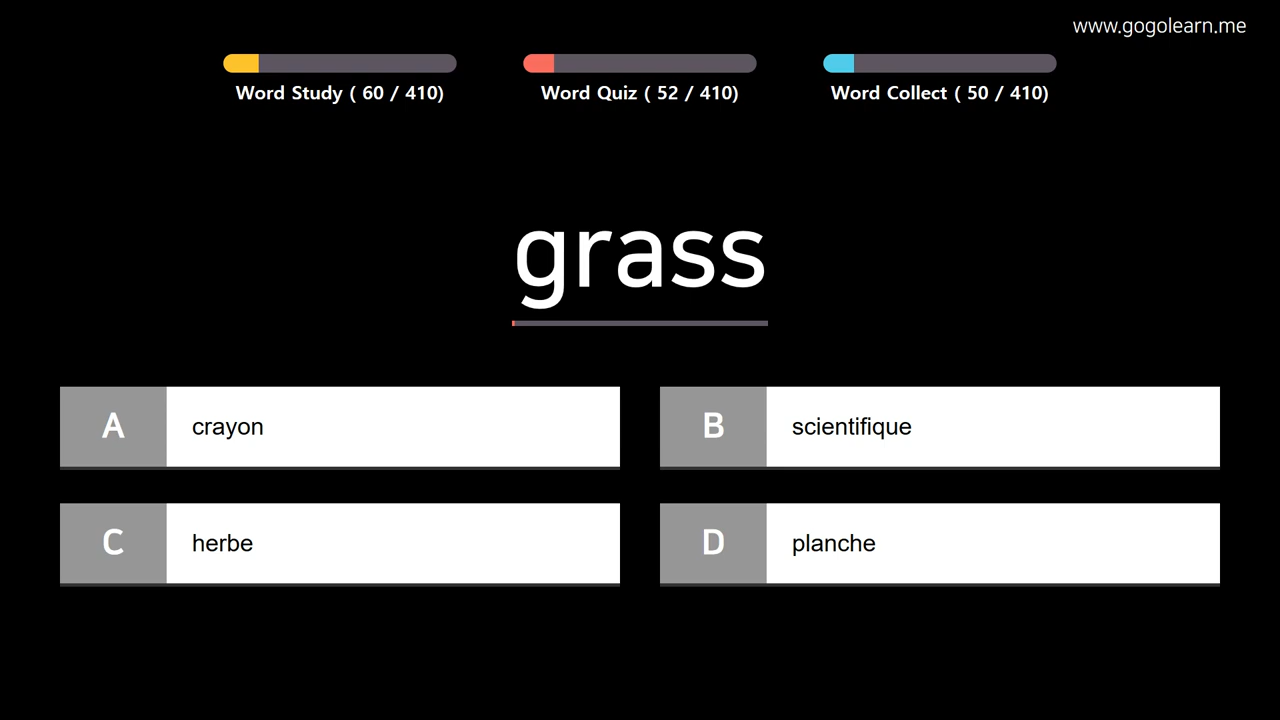 www.gogolearn.me
Word Study ( 60 / 410)
Word Quiz ( 52 / 410)
Word Collect ( 50 / 410)
grass
A crayon
B scientifique
C herbe
D planche